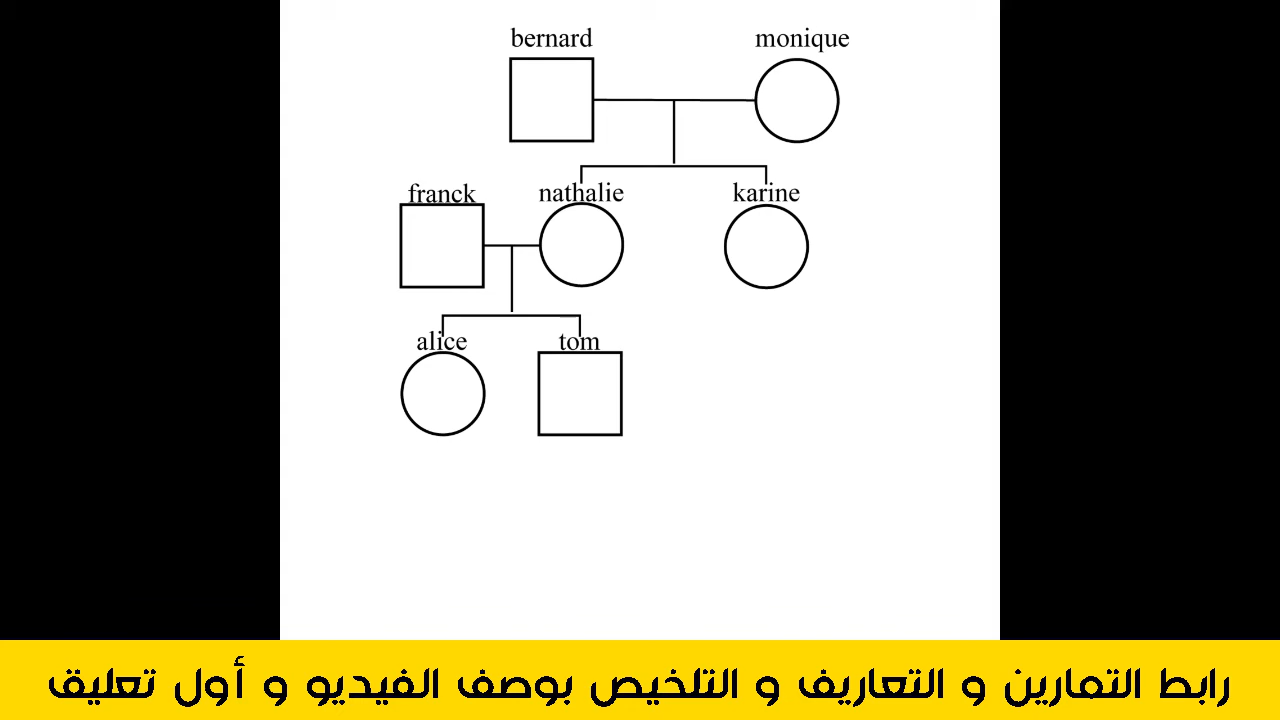 bernard monique
franck nathalie karine
alice tom
رابط التمارين و التعاريف و التلخيص بوصف الفيديو و أول تعليق